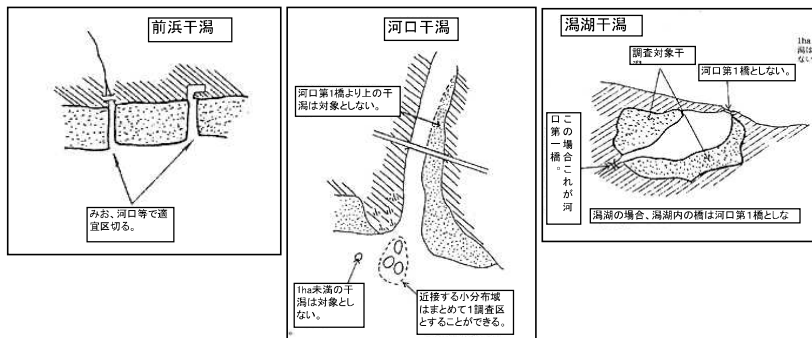 前浜干潟
みお、河口等で適
宜区切る。
河口干潟
河口第1橋より上の干
潟は対象としない。
1ha未満の干
潟は対象とし
ない。
近接する小分布域
はまとめて1調査区
とすることができる。
潟湖干潟
調査対象干
河口第1橋としない。
この場合これが河
口第一橋。
潟湖の場合、潟湖内の橋は河口第1橋としな
1ha
潟は
ない